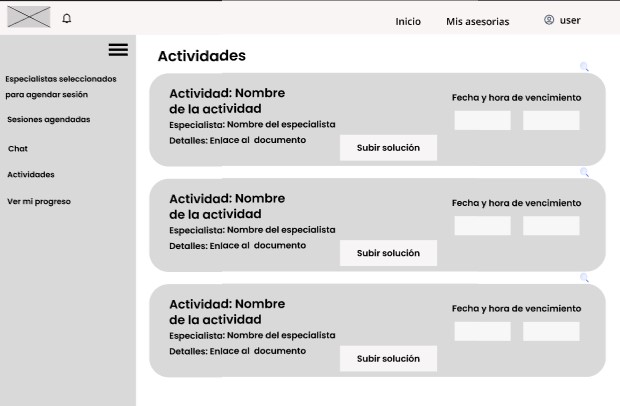 Inicio Mis asesorias user
Especialistas seleccionados
para agendar sesión
Sesiones agendadas
Chat
Actividades
Ver mi progreso
Actividades
Actividad: Nombre
de la actividad
Especialista: Nombre del especialista
Detalles: Enlace al documento
Subir solución
Fecha y hora de vencimiento
Actividad: Nombre
de la actividad
Especialista: Nombre del especialista
Detalles: Enlace al documento
Subir solución
Fecha y hora de vencimiento
Actividad: Nombre
de la actividad
Especialista: Nombre del especialista
Detalles: Enlace al documento
Subir solución
Fecha y hora de vencimiento